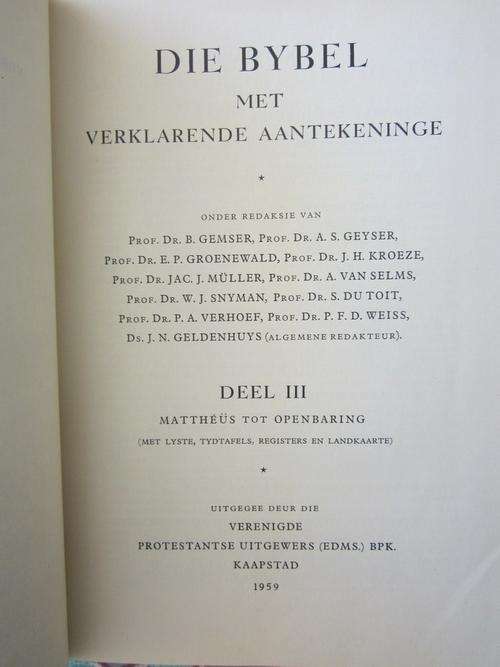 DIE BYBEL
MET
VERKLARENDE AANTEKENINGE
*
ONDER REDAKSIE VAN
PROF. DR. B. GEMSER, PROF. DR. A. S. GEYSER,
PROF. DR. E. P. GROENEWALD, PROF. DR. J. H. KROEZE,
PROF. DR. JAC. J. MÜLLER, PROF. DR. A. VAN SELMS,
PROF. DR. W. J. SNYMAN, PROF. DR. S. DU TOIT,
PROF. DR. P. A. VERHOEF, PROF. DR. P. F. D. WEISS,
DS. J. N. GELDENHUYS (ALGEMENE REDAKTEUR).
DEEL III
MATTHÉÜS TOT OPENBARING
(MET LYSTE, TYDTAFELS, REGISTERS EN LANDKAARTE)
*
UITGEGEE DEUR DIE
VERENIGDE
PROTESTANTSE UITGEWERS (EDMS.) BPK.
KAAPSTAD
1959